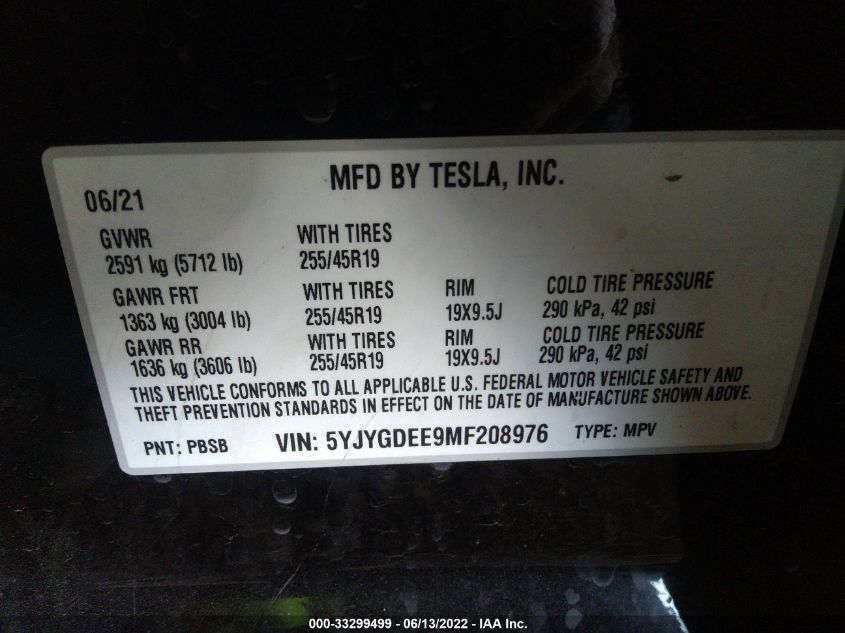 MFD BY TESLA, INC.
06/21
GVWR WITH TIRES
2591 kg (5712 lb) 255/45R19
GAWR FRT WITH TIRES RIM COLD TIRE PRESSURE
1363 kg (3004 lb) 255/45R19 19X9.5J 290 kPa, 42 psi
GAWR RR WITH TIRES RIM COLD TIRE PRESSURE
1636 kg (3606 lb) 255/45R19 19X9.5J 290 kPa, 42 psi
THIS VEHICLE CONFORMS TO ALL APPLICABLE U.S. FEDERAL MOTOR VEHICLE SAFETY AND
THEFT PREVENTION STANDARDS IN EFFECT ON THE DATE OF MANUFACTURE SHOWN ABOVE.
PNT: PBSB VIN: 5YJYGDEE9MF208976 TYPE: MPV
000-33299499 - 06/13/2022 - IAA Inc.